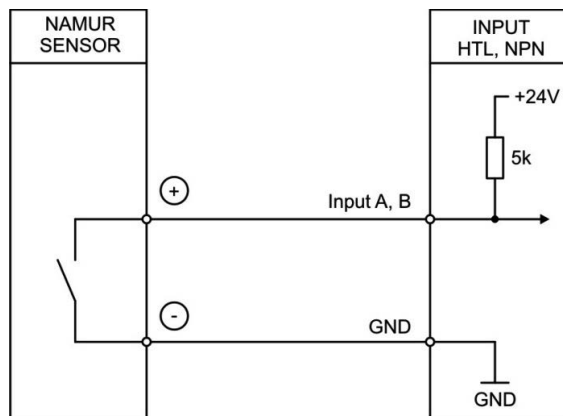 NAMUR
SENSOR
INPUT
HTL, NPN
+24V
5k
+
Input A, B
-
GND
GND